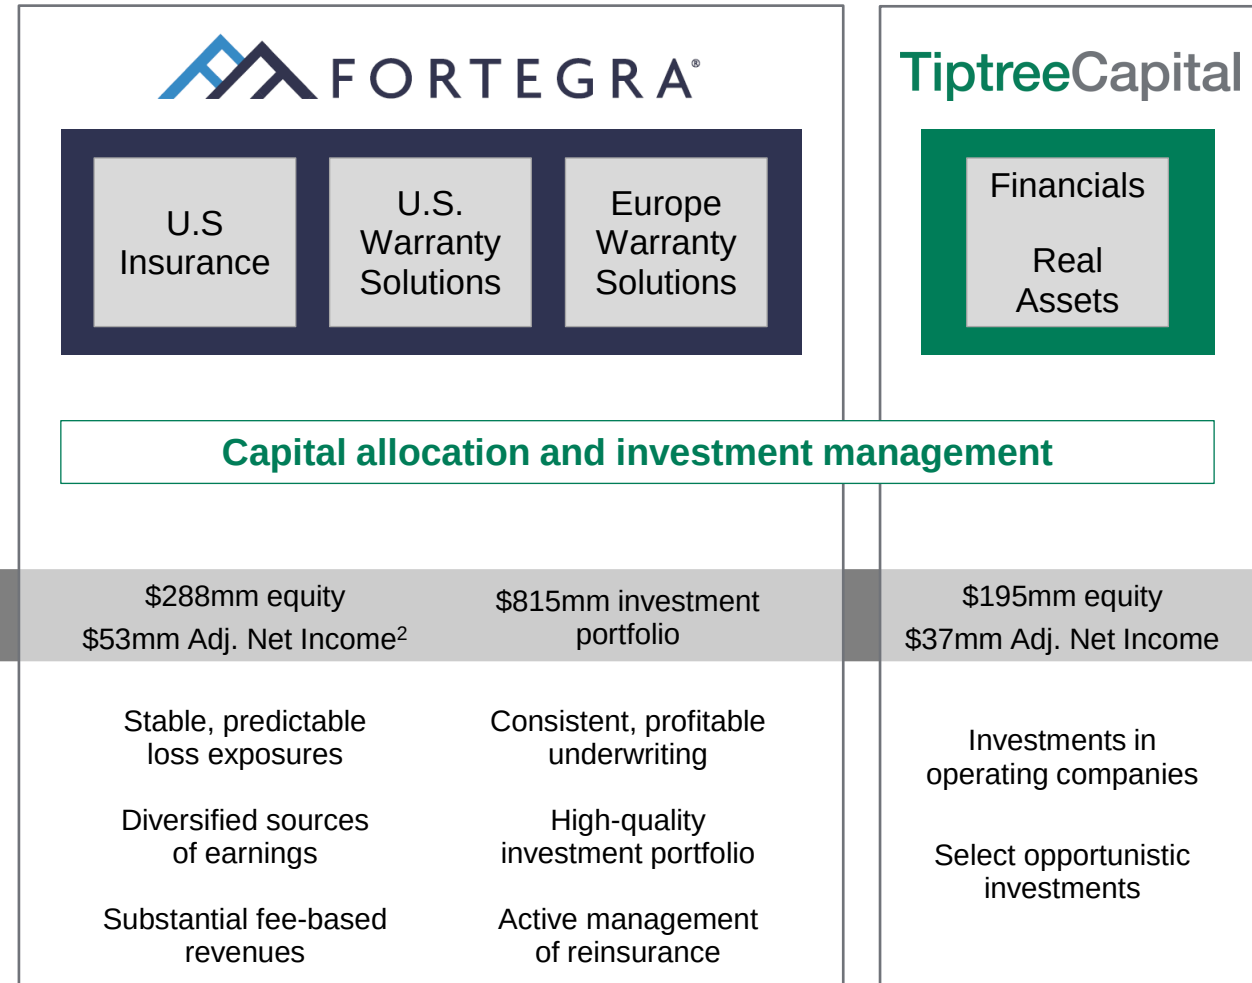 FORTEGRA®
TiptreeCapital
U.S
Insurance
U.S.
Warranty
Solutions
Europe
Warranty
Solutions
Financials
Real
Assets
Capital allocation and investment management
$288mm equity
$53mm Adj. Net Income²
$815mm investment
portfolio
$195mm equity
$37mm Adj. Net Income
Stable, predictable
loss exposures
Diversified sources
of earnings
Substantial fee-based
revenues
Consistent, profitable
underwriting
High-quality
investment portfolio
Active management
of reinsurance
Investments in
operating companies
Select opportunistic
investments